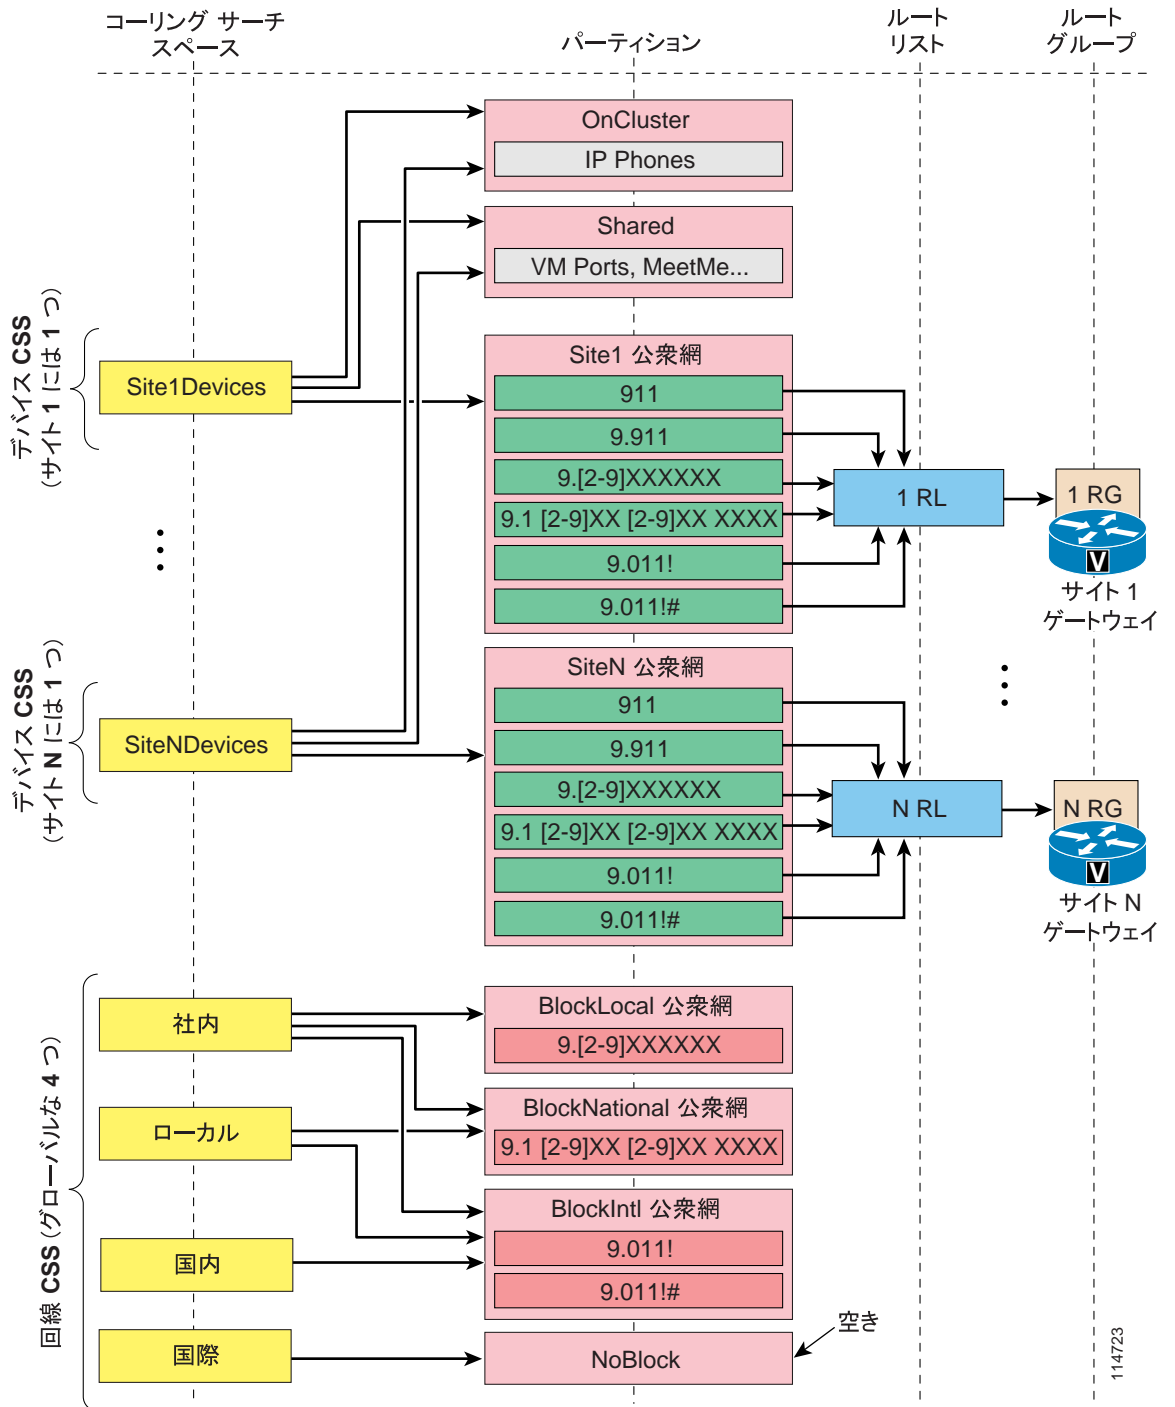 コーリング サーチ
スペース
パーティション
ルート
リスト
ルート
グループ
OnCluster
IP Phones
Shared
VM Ports, MeetMe...
デバイス CSS
(サイト 1 には 1 つ)
Site1Devices
Site1 公衆網
911
9.911
9.[2-9]XXXXXX
9.1 [2-9]XX [2-9]XX XXXX
9.011!
9.011!#
1 RL
1 RG
V
サイト 1
ゲートウェイ
デバイス CSS
(サイト N には 1 つ)
SiteNDevices
SiteN 公衆網
911
9.911
9.[2-9]XXXXXX
9.1 [2-9]XX [2-9]XX XXXX
9.011!
9.011!#
N RL
N RG
V
サイト N
ゲートウェイ
回線 CSS (グローバルな 4 つ)
社内
BlockLocal 公衆網
9.[2-9]XXXXXX
ローカル
BlockNational 公衆網
9.1 [2-9]XX [2-9]XX XXXX
国内
BlockIntl 公衆網
9.011!
9.011!#
国際
NoBlock
空き
114723